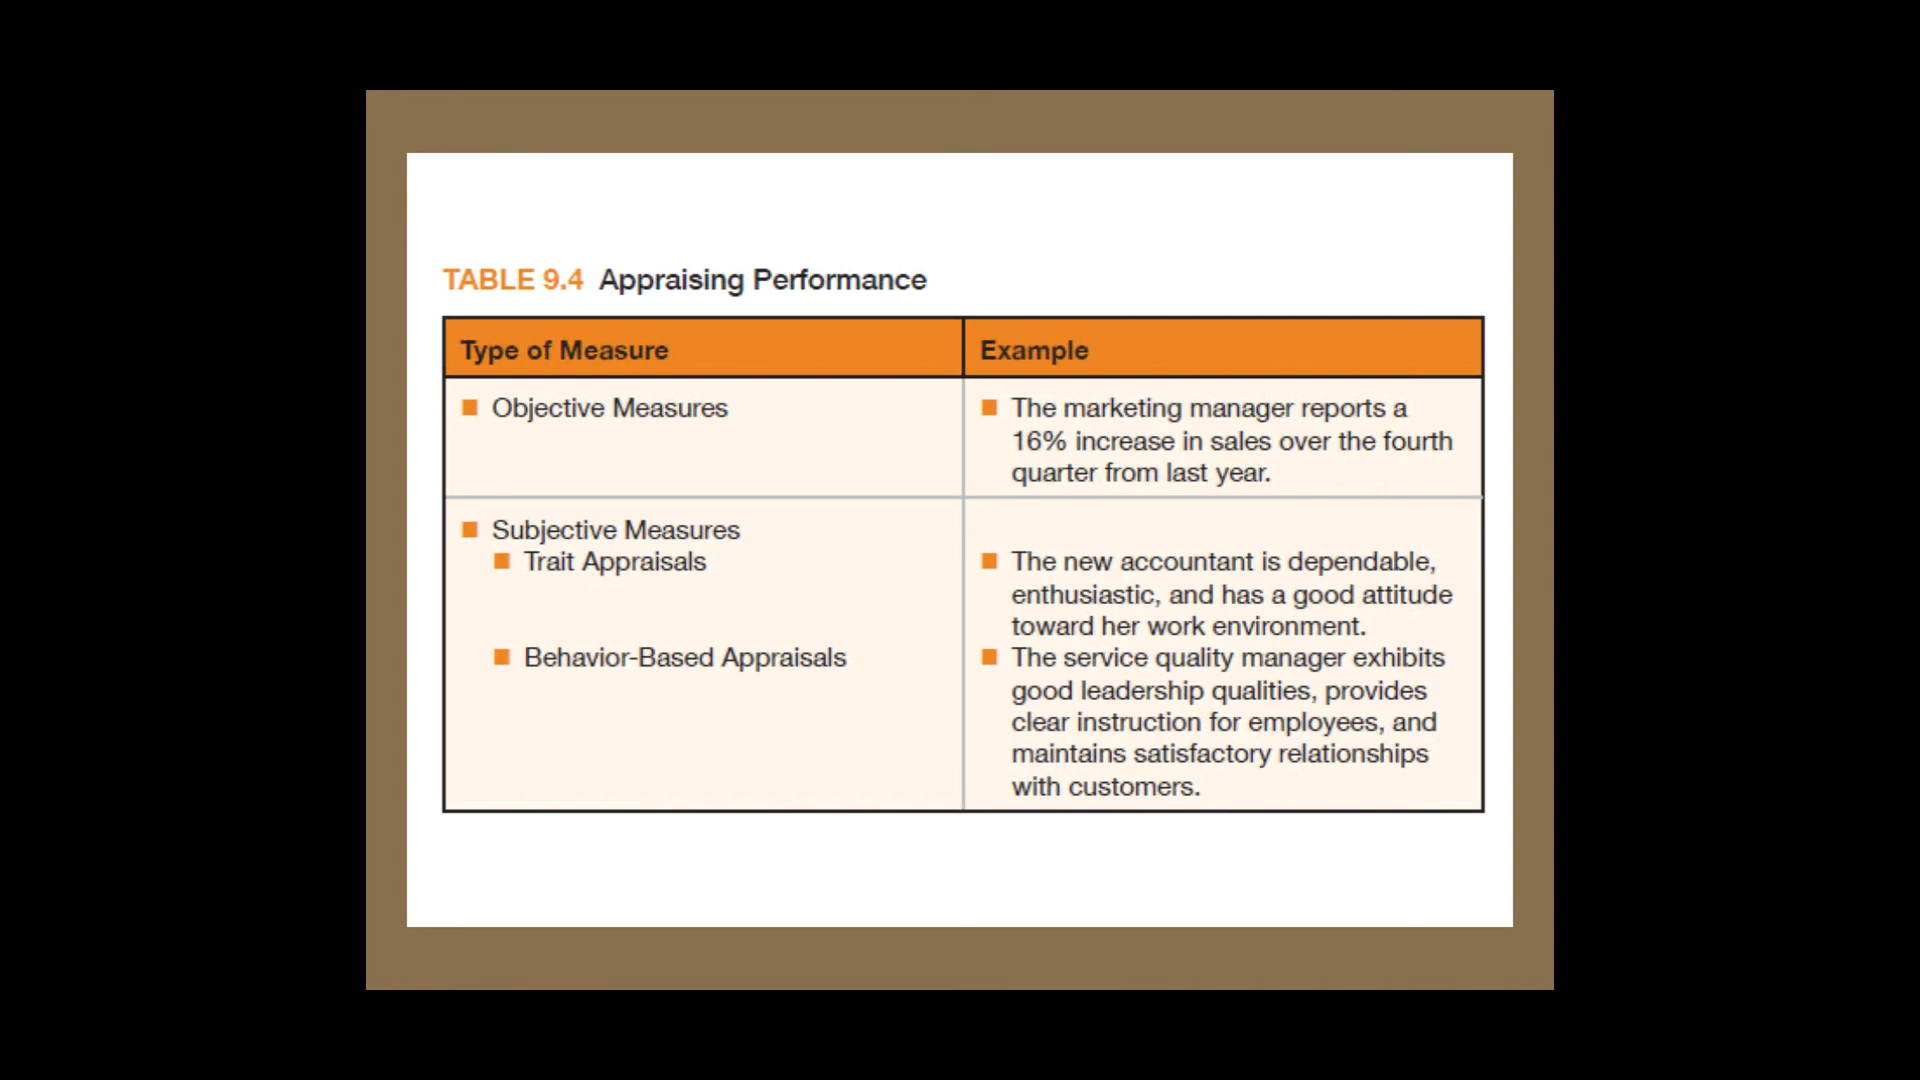 TABLE 9.4 Appraising Performance
Type of Measure
Example
Objective Measures
The marketing manager reports a
16% increase in sales over the fourth
quarter from last year.
Subjective Measures
Trait Appraisals
The new accountant is dependable,
enthusiastic, and has a good attitude
toward her work environment.
Behavior-Based Appraisals
The service quality manager exhibits
good leadership qualities, provides
clear instruction for employees, and
maintains satisfactory relationships
with customers.